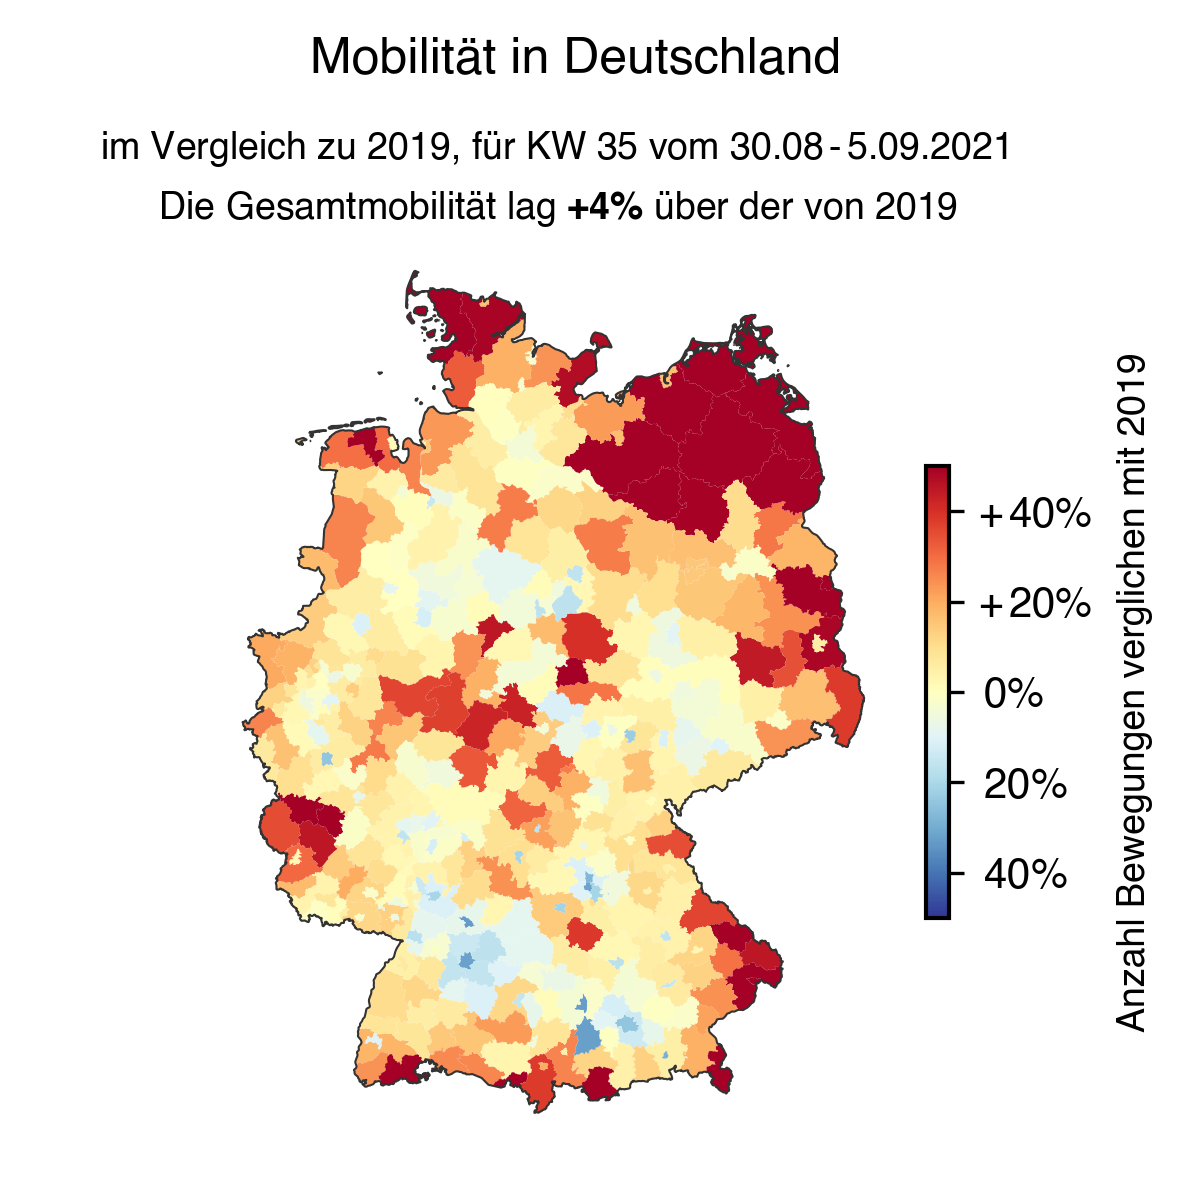 Mobilität in Deutschland
im Vergleich zu 2019, für KW 35 vom 30.08-5.09.2021
Die Gesamtmobilität lag +4% über der von 2019
+40%
+20%
0%
20%
40%
Anzahl Bewegungen verglichen mit 2019